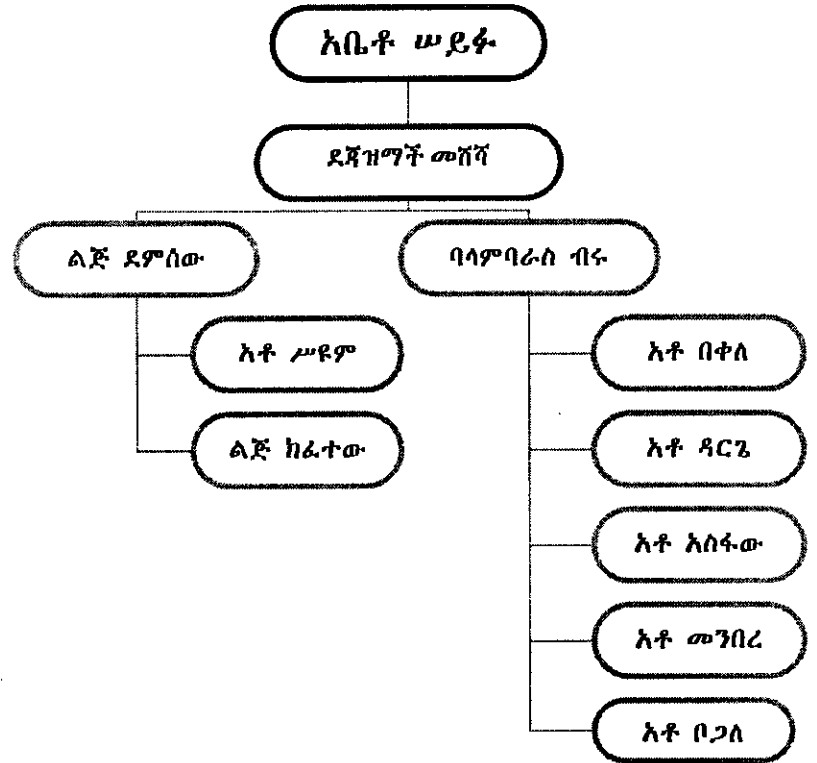 አቤቶ ሠይፉ
ደጃዝማች መሸሻ
ልጅ ደምሰው
ባላምባራስ ብሩ
አቶ ሥዩም
ልጅ ክፈተው
አቶ በቀለ
አቶ ዳርጌ
አቶ አስፋው
አቶ መንበረ
አቶ ቦጋለ